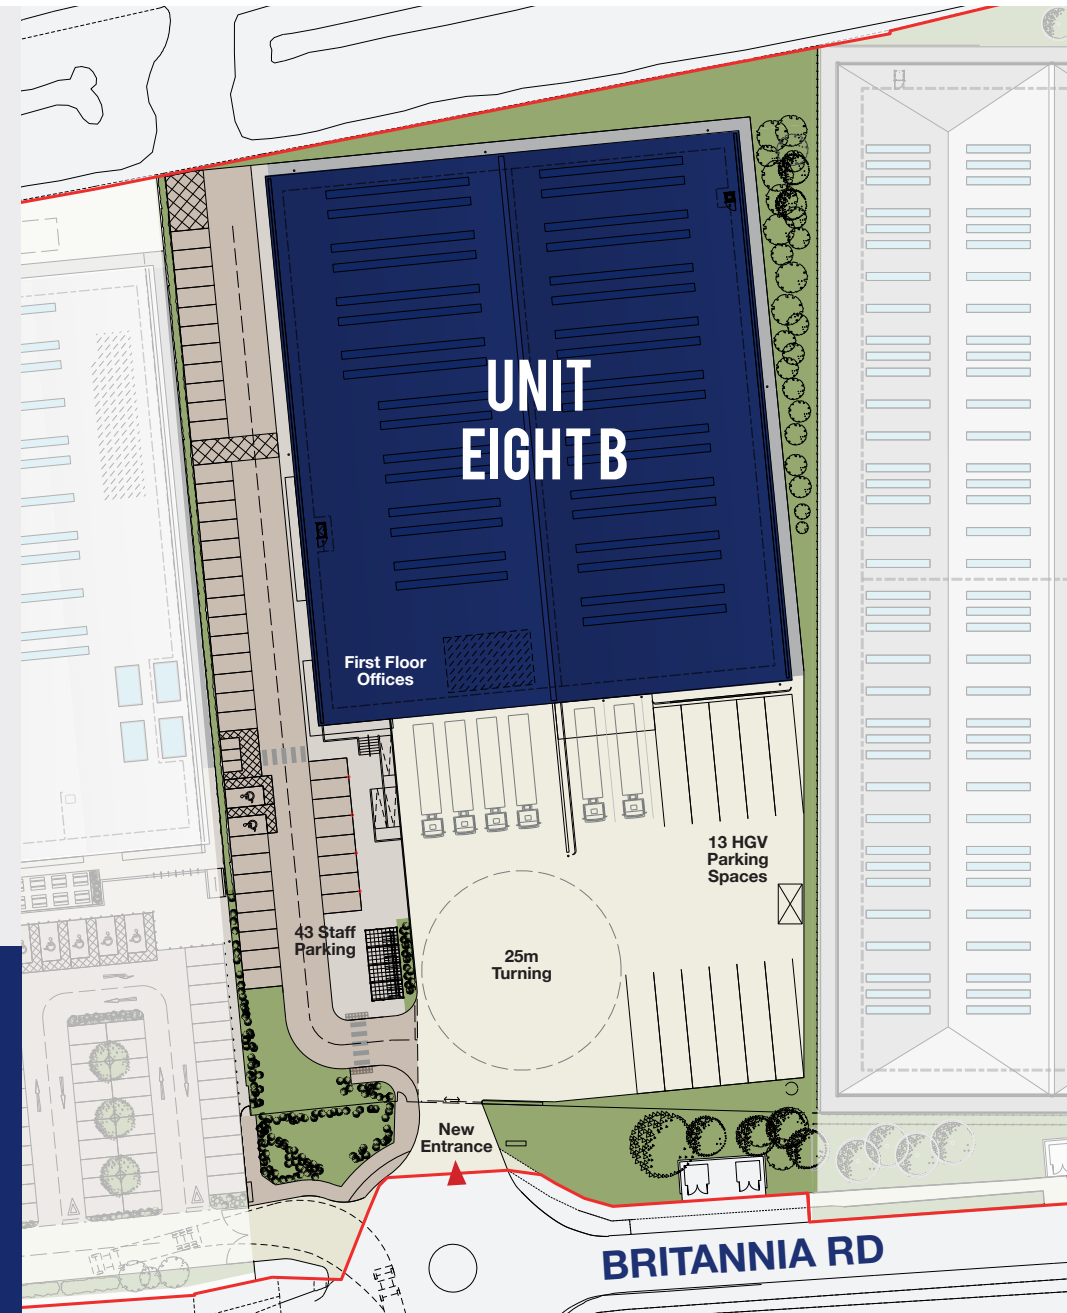 UNIT
EIGHT B
First Floor
Offices
13 HGV
Parking
Spaces
43 Staff
Parking
25m
Turning
New
Entrance
BRITANNIA RD